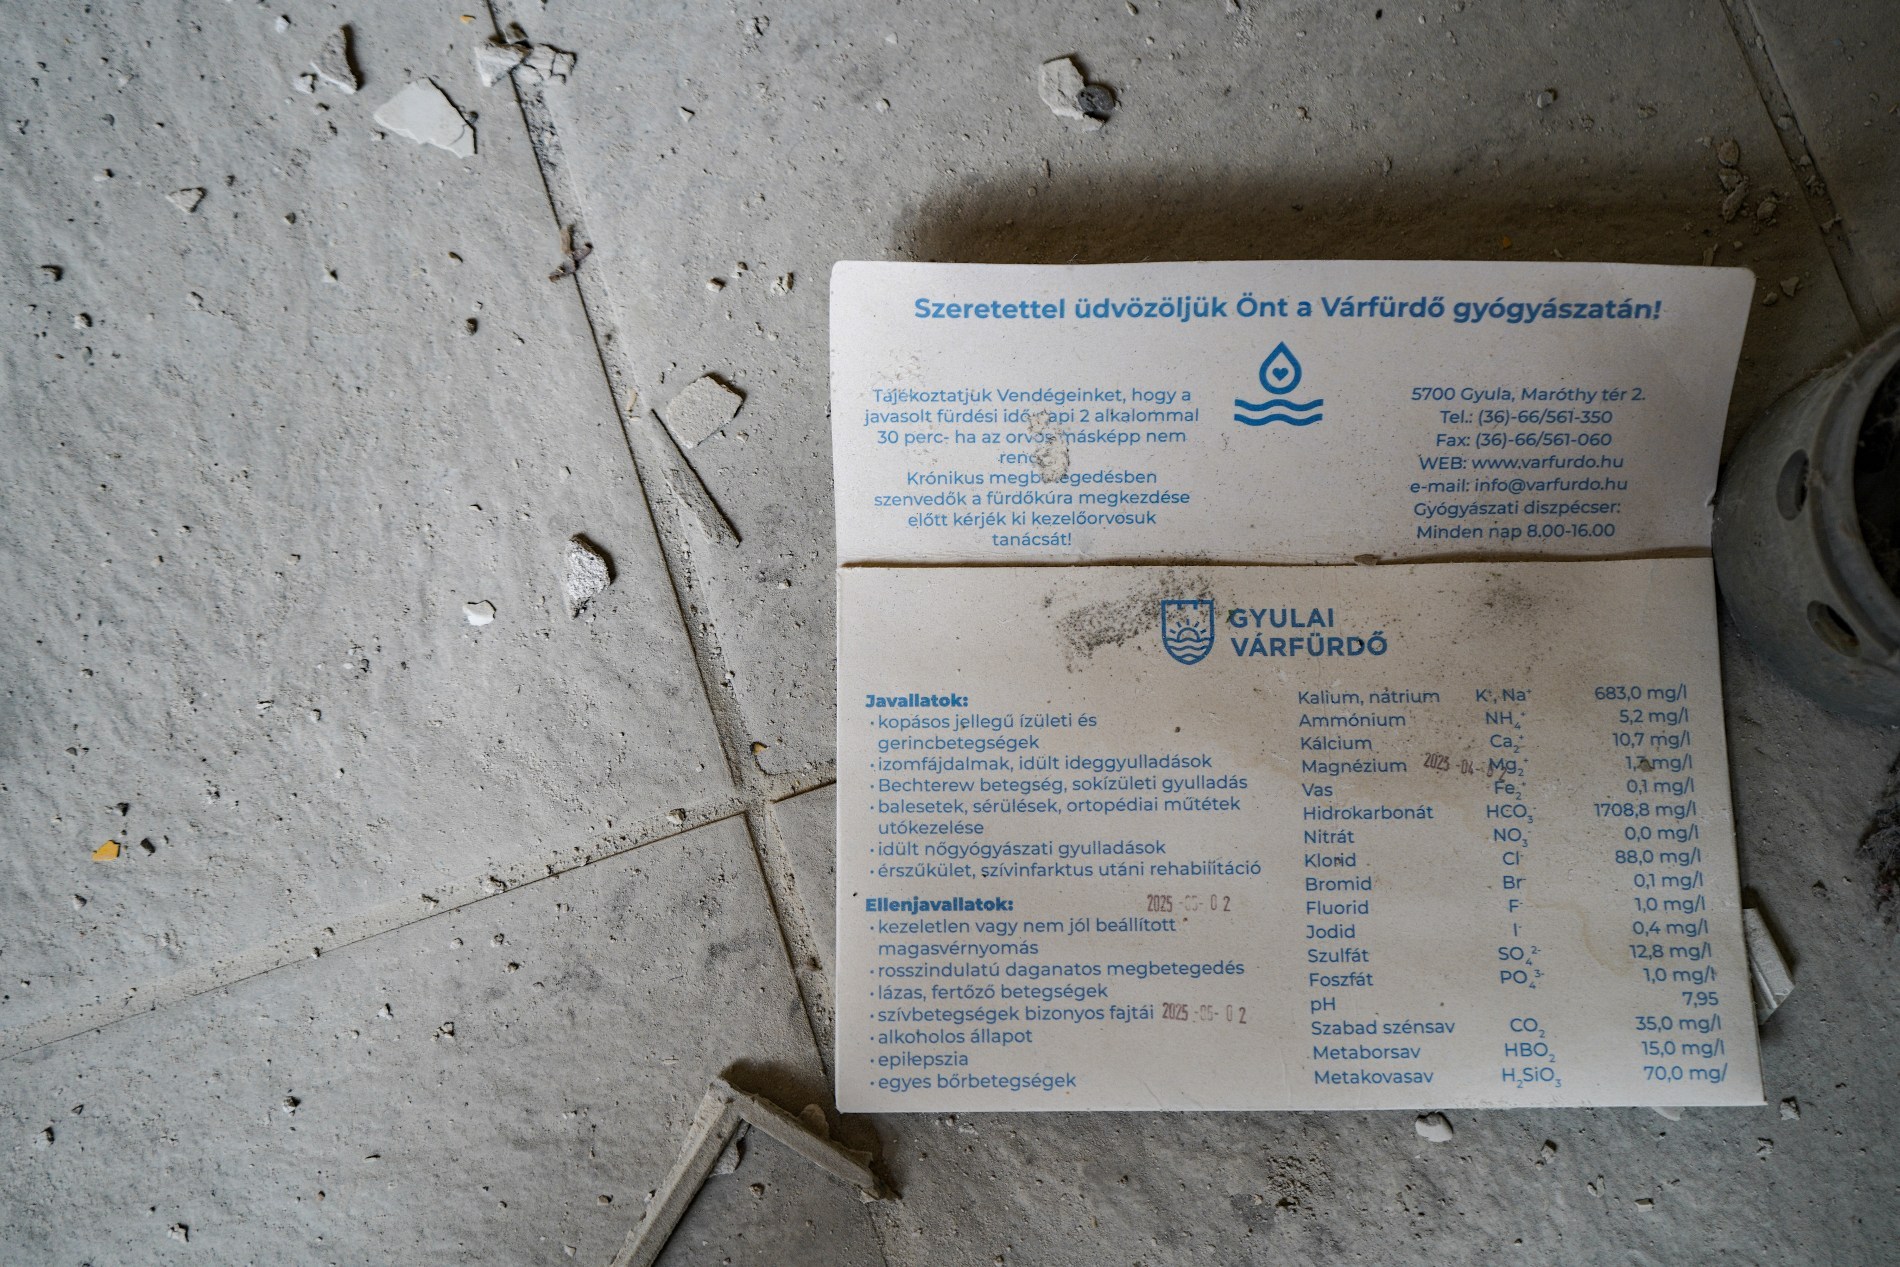 Szeretettel üdvözöljük Önt a Várfürdő gyógyászatán!
Tájékoztatjuk Vendégeinket, hogy a
javasolt fürdési idő api 2 alkalommal
30 perc- ha az orvos másképp nem
ren
Krónikus megbetegedésben
szenvedők a fürdőkúra megkezdése
előtt kérjék ki kezelőorvosuk
tanácsát!
5700 Gyula, Maróthy tér 2.
Tel.: (36)-66/561-350
Fax: (36)-66/561-060
WEB: www.varfurdo.hu
e-mail: info@varfurdo.hu
Gyógyászati diszpécser:
Minden nap 8.00-16.00
GYULAI
VÁRFÜRDŐ
Javallatok:
• kopásos jellegű ízületi és
gerincbetegségek
• izomfájdalmak, idült ideggyulladások
• Bechterew betegség, sokízületi gyulladás
• balesetek, sérülések, ortopédiai műtétek
utókezelése
• idült nőgyógyászati gyulladások
• érszűkület, szívinfarktus utáni rehabilitáció
Ellenjavallatok:
2025 -05- 02
• kezeletlen vagy nem jól beállított
magasvérnyomás
• rosszindulatú daganatos megbetegedés
• lázas, fertőző betegségek
• szívbetegségek bizonyos fajtái 2025 -05- 02
• alkoholos állapot
• epilepszia
• egyes bőrbetegségek
Kalium, nátrium K⁺, Na⁺ 683,0 mg/l
Ammónium NH₄⁺ 5,2 mg/l
Kálcium Ca₂⁺ 10,7 mg/l
Magnézium Mg₂⁺ mg/l
2025 -04-
Vas Fe₂⁺ 0,1 mg/l
Hidrokarbonát HCO₃⁻ 1708,8 mg/l
Nitrát NO₃⁻ 0,0 mg/l
Klorid Cl⁻ 88,0 mg/l
Bromid Br⁻ 0,1 mg/l
Fluorid F⁻ 1,0 mg/l
Jodid I⁻ 0,4 mg/l
Szulfát SO₄²⁻ 12,8 mg/l
Foszfát PO₄³⁻ 1,0 mg/l
pH 7,95
Szabad szénsav CO₂ 35,0 mg/l
Metaborsav HBO₂ 15,0 mg/l
Metakovasav H₂SiO₃ 70,0 mg/